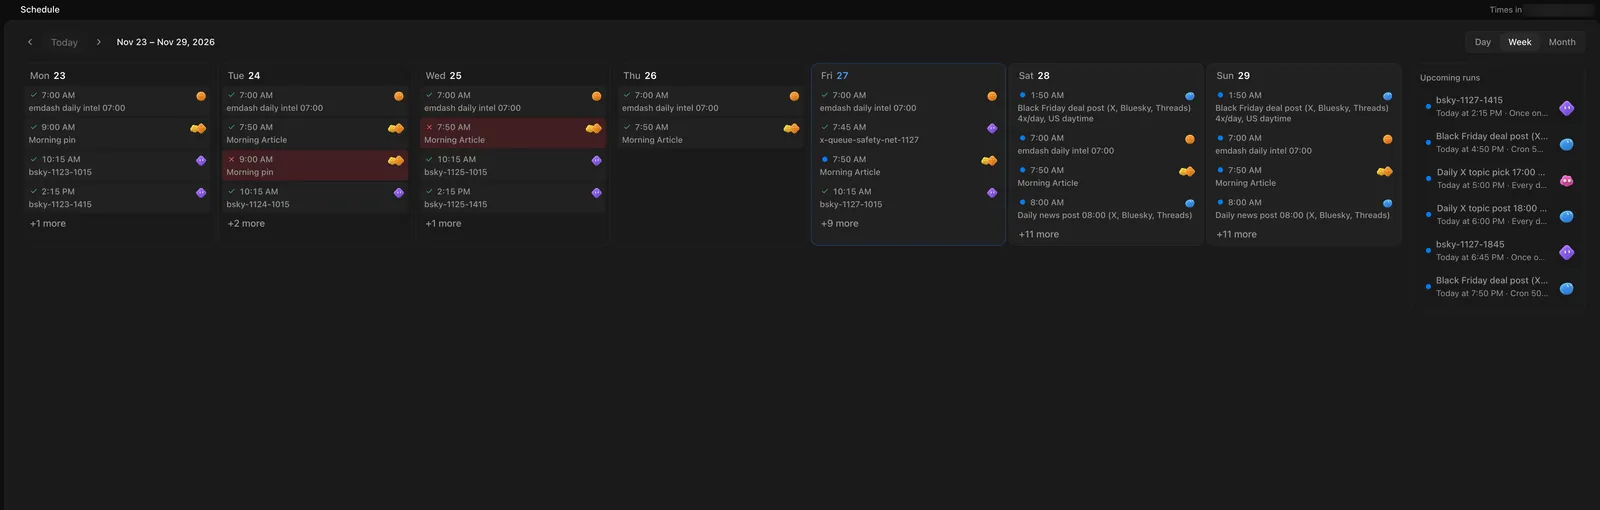 Schedule
Times in
Today
Nov 23 – Nov 29, 2026
Day
Week
Month
Mon 23
7:00 AM
emdash daily intel 07:00
9:00 AM
Morning pin
10:15 AM
bsky-1123-1015
2:15 PM
bsky-1123-1415
+1 more
Tue 24
7:00 AM
emdash daily intel 07:00
7:50 AM
Morning Article
9:00 AM
Morning pin
10:15 AM
bsky-1124-1015
+2 more
Wed 25
7:00 AM
emdash daily intel 07:00
7:50 AM
Morning Article
10:15 AM
bsky-1125-1015
2:15 PM
bsky-1125-1415
+1 more
Thu 26
7:00 AM
emdash daily intel 07:00
7:50 AM
Morning Article
Fri 27
7:00 AM
emdash daily intel 07:00
7:45 AM
x-queue-safety-net-1127
7:50 AM
Morning Article
10:15 AM
bsky-1127-1015
+9 more
Sat 28
1:50 AM
Black Friday deal post (X, Bluesky, Threads)
4x/day, US daytime
7:00 AM
emdash daily intel 07:00
7:50 AM
Morning Article
8:00 AM
Daily news post 08:00 (X, Bluesky, Threads)
+11 more
Sun 29
1:50 AM
Black Friday deal post (X, Bluesky, Threads)
4x/day, US daytime
7:00 AM
emdash daily intel 07:00
7:50 AM
Morning Article
8:00 AM
Daily news post 08:00 (X, Bluesky, Threads)
+11 more
Upcoming runs
bsky-1127-1415
Today at 2:15 PM · Once on...
Black Friday deal post (X...
Today at 4:50 PM · Cron 5...
Daily X topic pick 17:00 ...
Today at 5:00 PM · Every d...
Daily X topic post 18:00 ...
Today at 6:00 PM · Every d...
bsky-1127-1845
Today at 6:45 PM · Once o...
Black Friday deal post (X...
Today at 7:50 PM · Cron 50...